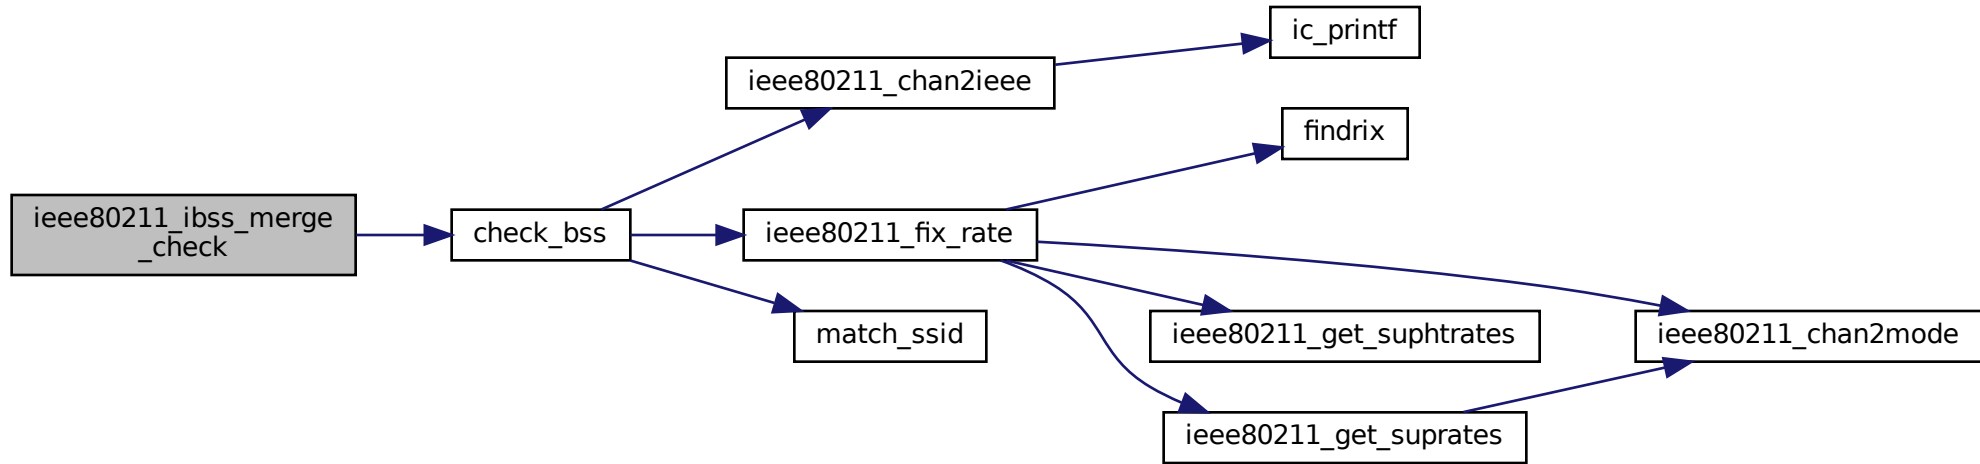 ic_printf
ieee80211_chan2ieee
findrix
ieee80211_ibss_merge
_check
check_bss
ieee80211_fix_rate
match_ssid
ieee80211_get_suphtrates
ieee80211_chan2mode
ieee80211_get_suprates